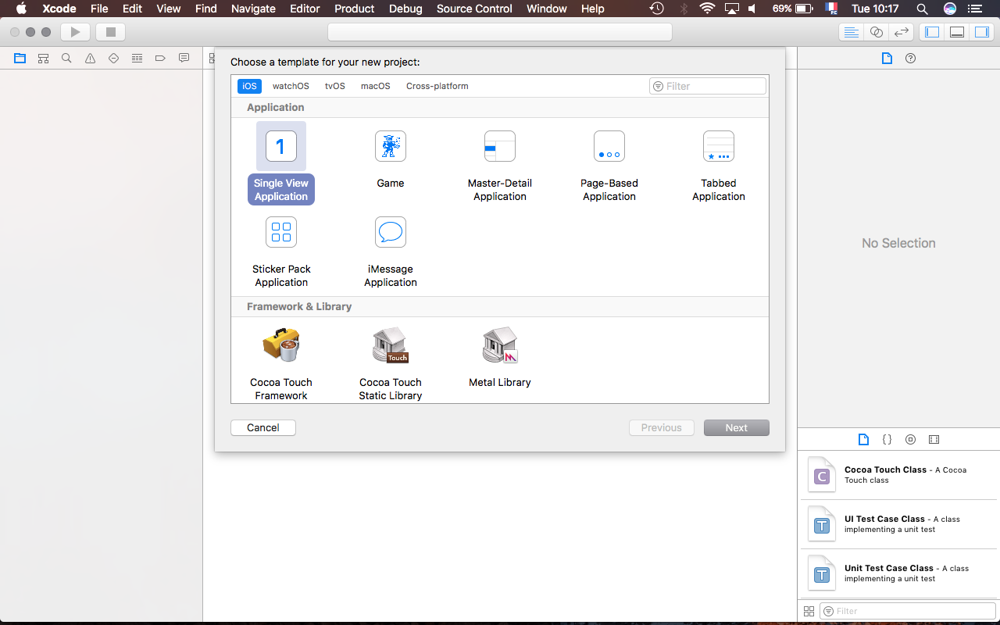 Xcode File Edit View Find Navigate Editor Product Debug Source Control Window Help 69% Tue 10:17
Choose a template for your new project:
iOS watchOS tvOS macOS Cross-platform Filter
Application
1
Single View
Application
Game
Master-Detail
Application
Page-Based
Application
Tabbed
Application
Sticker Pack
Application
iMessage
Application
Framework & Library
Touch
Cocoa Touch
Framework
Cocoa Touch
Static Library
Metal Library
Cancel Previous Next
No Selection
{}
C
Cocoa Touch Class - A Cocoa
Touch class
T
UI Test Case Class - A class
implementing a unit test
T
Unit Test Case Class - A class
implementing a unit test
Filter